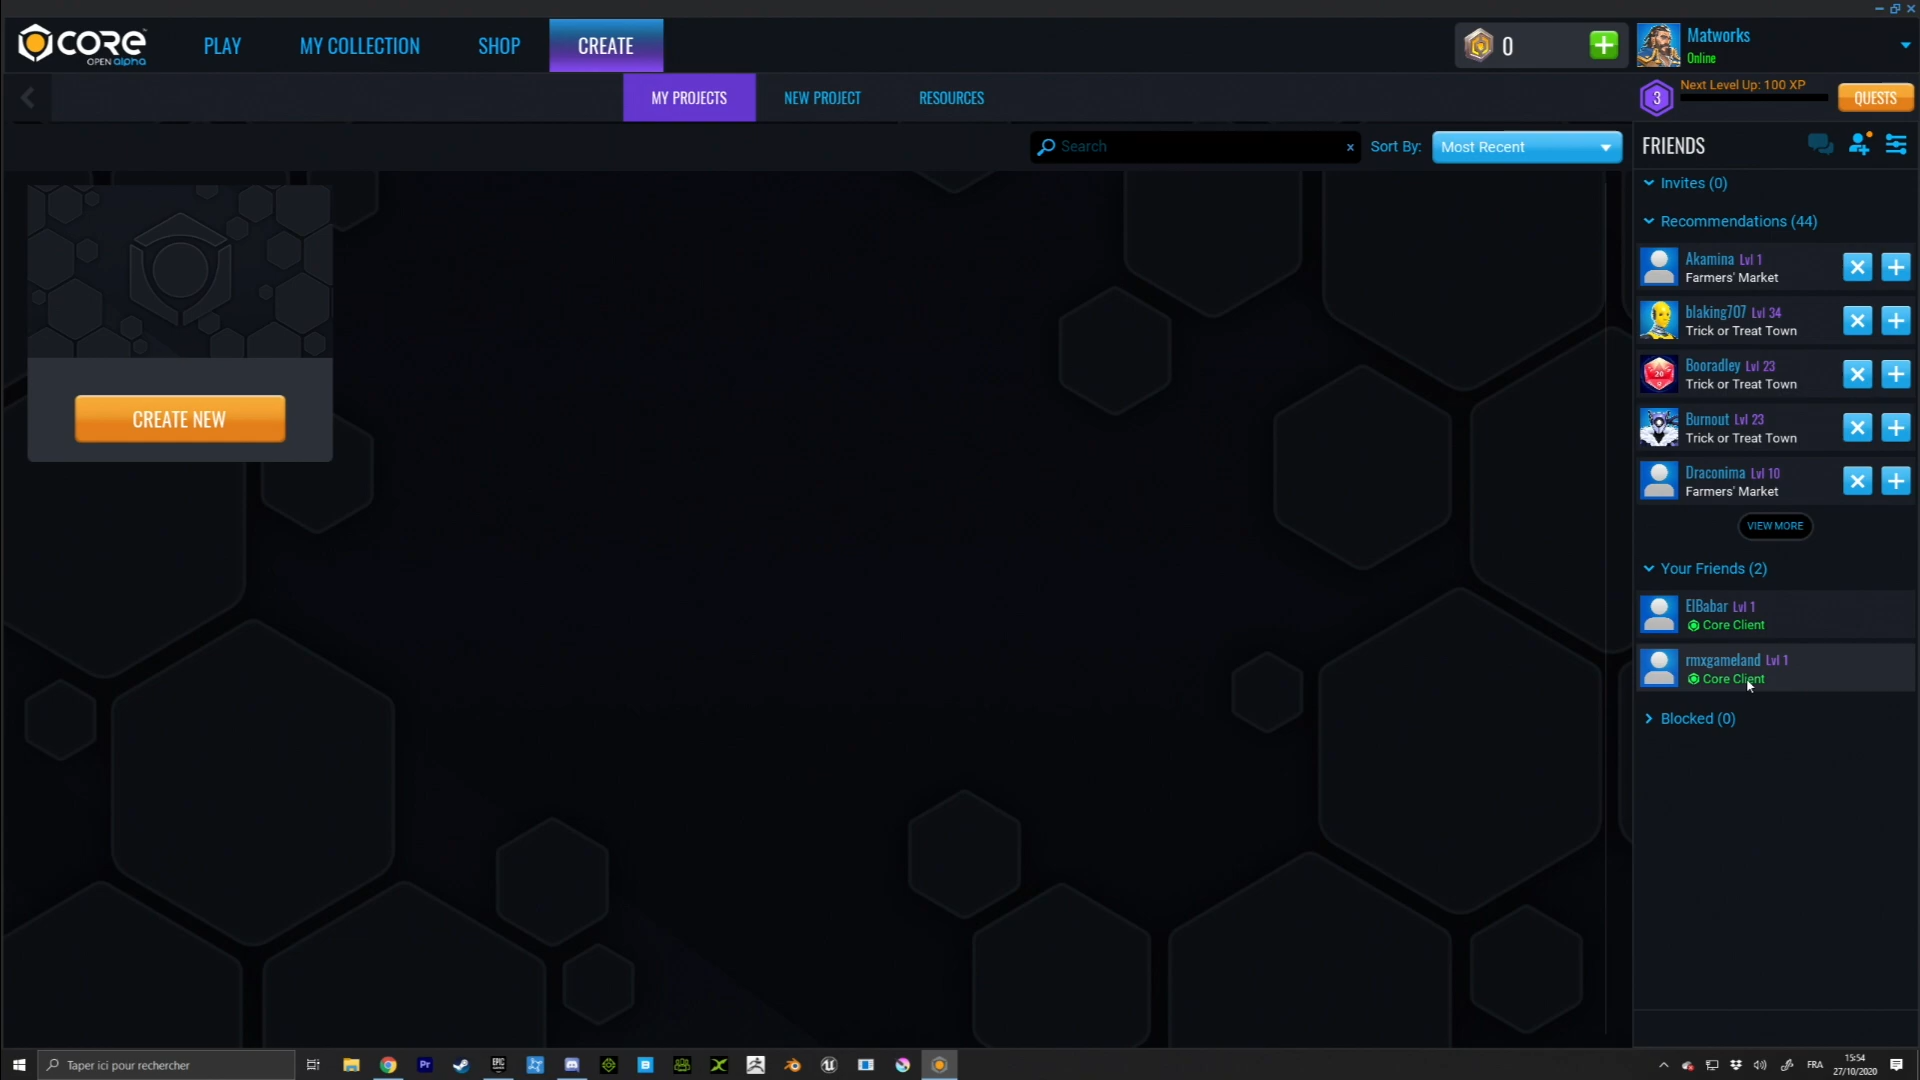 CORE
OPEN alpha
PLAY
MY COLLECTION
SHOP
CREATE
0
Matworks
Online
MY PROJECTS
NEW PROJECT
RESOURCES
3
Next Level Up: 100 XP
QUESTS
Search
x
Sort By:
Most Recent
FRIENDS
Invites (0)
Recommendations (44)
Akamina Lvl 1
Farmers' Market
blaking707 Lvl 34
Trick or Treat Town
Booradley Lvl 23
Trick or Treat Town
Burnout Lvl 23
Trick or Treat Town
Draconima Lvl 10
Farmers' Market
VIEW MORE
Your Friends (2)
ElBabar Lvl 1
Core Client
rmxgameland Lvl 1
Core Client
Blocked (0)
CREATE NEW
Taper ici pour rechercher
Pr
EPIC
B
FRA
15:54
27/10/2020